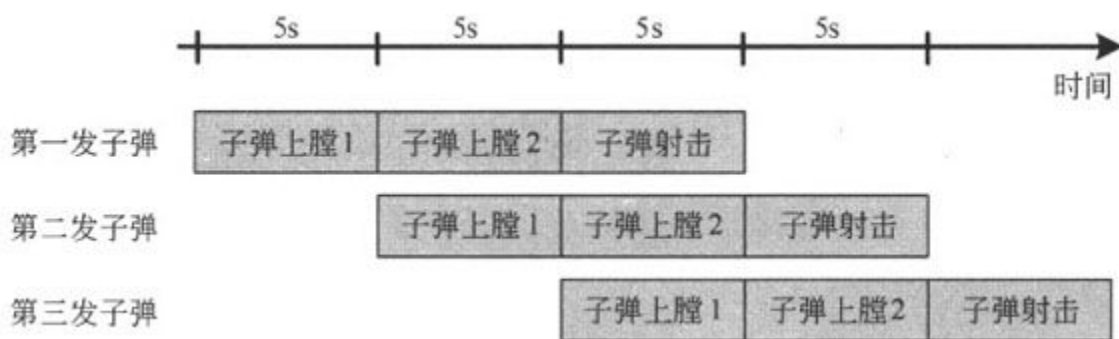 5s 5s 5s 5s
时间
第一发子弹 子弹上膛1 子弹上膛2 子弹射击
第二发子弹 子弹上膛1 子弹上膛2 子弹射击
第三发子弹 子弹上膛1 子弹上膛2 子弹射击